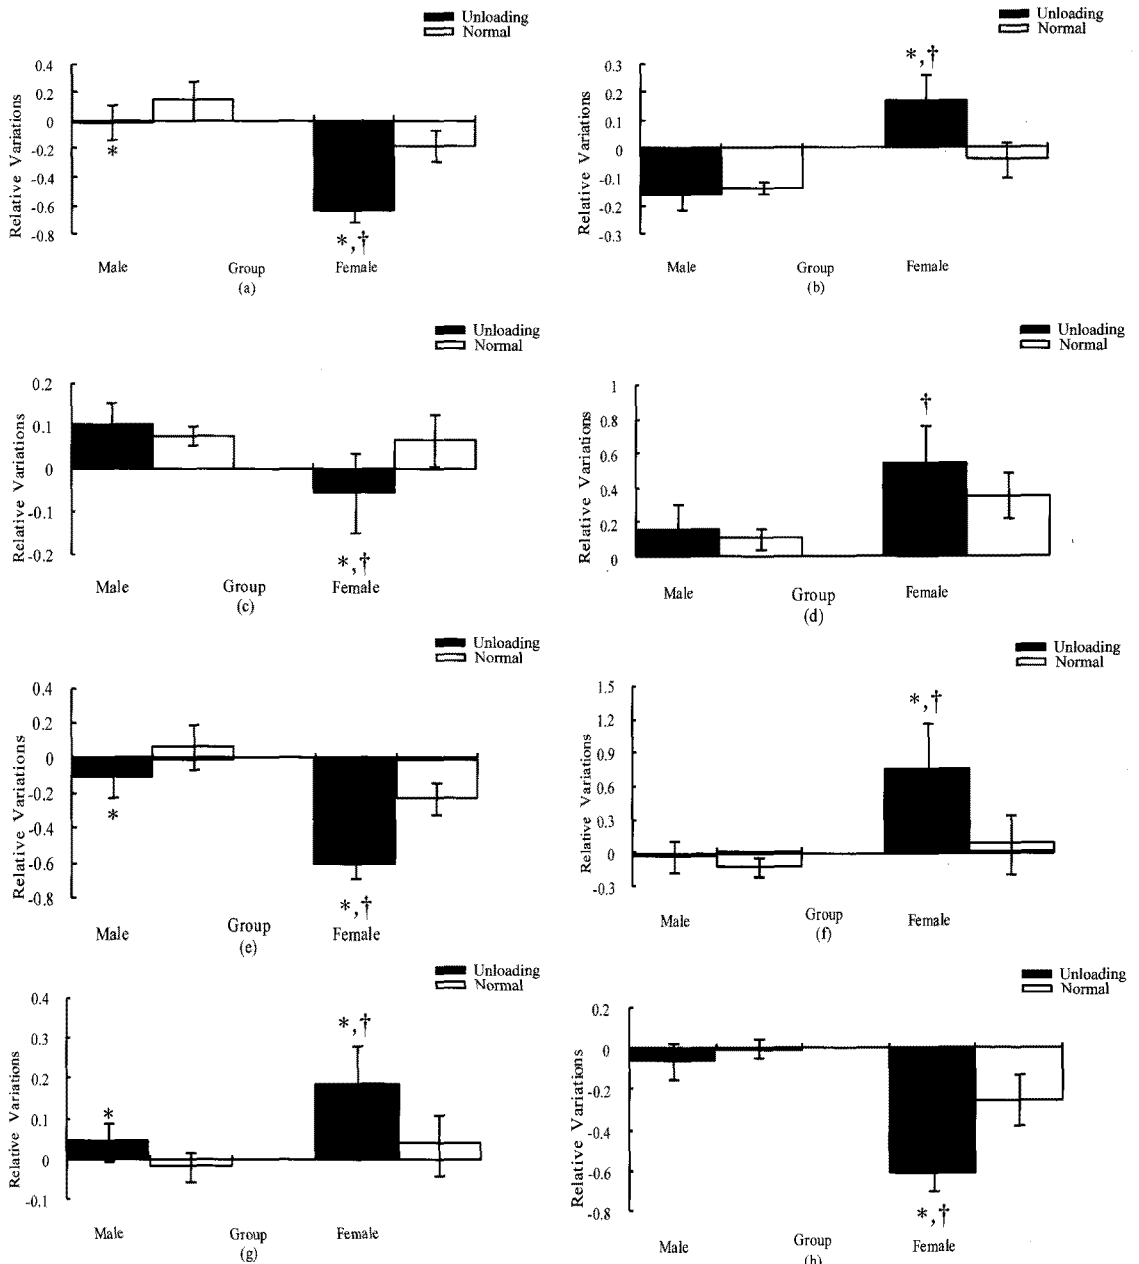 Unloading
Normal
0.4
0.2
0
-0.2
-0.4
-0.6
-0.8
Relative Variations
*
*,†
Male
Group
Female
(a)
Unloading
Normal
0.3
0.2
0.1
0
-0.1
-0.2
-0.3
Relative Variations
*,†
Male
Group
Female
(b)
Unloading
Normal
0.2
0.1
0
-0.1
-0.2
Relative Variations
*,†
Male
Group
Female
(c)
Unloading
Normal
1
0.8
0.6
0.4
0.2
0
Relative Variations
†
Male
Group
Female
(d)
Unloading
Normal
0.4
0.2
0
-0.2
-0.4
-0.6
-0.8
Relative Variations
*
*,†
Male
Group
Female
(e)
Unloading
Normal
1.5
1.2
0.9
0.6
0.3
0
-0.3
Relative Variations
*,†
Male
Group
Female
(f)
Unloading
Normal
0.4
0.3
0.2
0.1
0
-0.1
Relative Variations
*
*,†
Male
Group
Female
(g)
Unloading
Normal
0.2
0
-0.2
-0.4
-0.6
-0.8
Relative Variations
*,†
Male
Group
Female
(h)